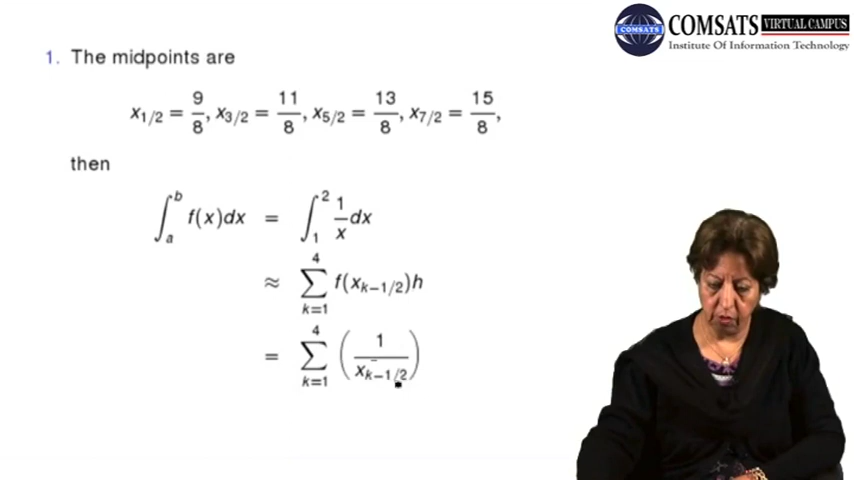 COMSATS VIRTUAL CAMPUS
COMSATS
Institute Of Information Technology
1. The midpoints are
x_{1/2} = 9/8, x_{3/2} = 11/8, x_{5/2} = 13/8, x_{7/2} = 15/8,
then
∫_a^b f(x)dx = ∫_1^2 1/x dx
≈ ∑_{k=1}^4 f(x_{k−1/2})h
= ∑_{k=1}^4 (1/x_{k−1/2})